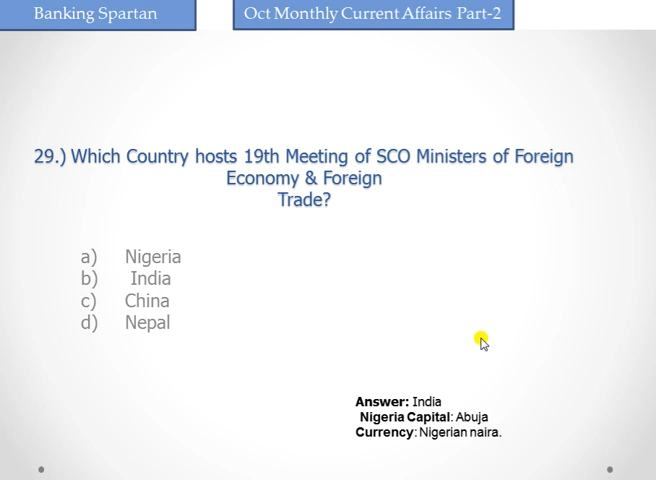 Banking Spartan
Oct Monthly Current Affairs Part-2
29.) Which Country hosts 19th Meeting of SCO Ministers of Foreign
Economy & Foreign
Trade?
a) Nigeria
b) India
c) China
d) Nepal
Answer: India
Nigeria Capital: Abuja
Currency: Nigerian naira.